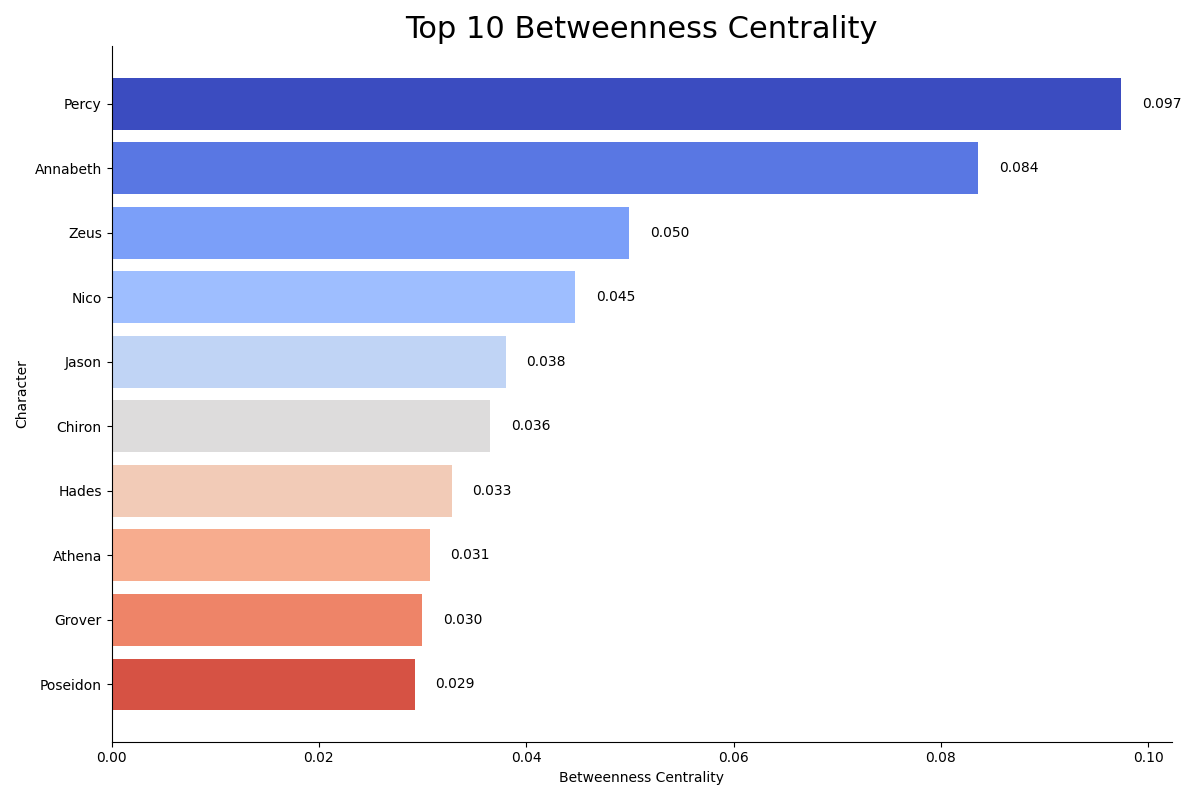 Top 10 Betweenness Centrality
Percy 0.097
Annabeth 0.084
Zeus 0.050
Nico 0.045
Jason 0.038
Chiron 0.036
Hades 0.033
Athena 0.031
Grover 0.030
Poseidon 0.029
Character
0.00 0.02 0.04 0.06 0.08 0.10
Betweenness Centrality